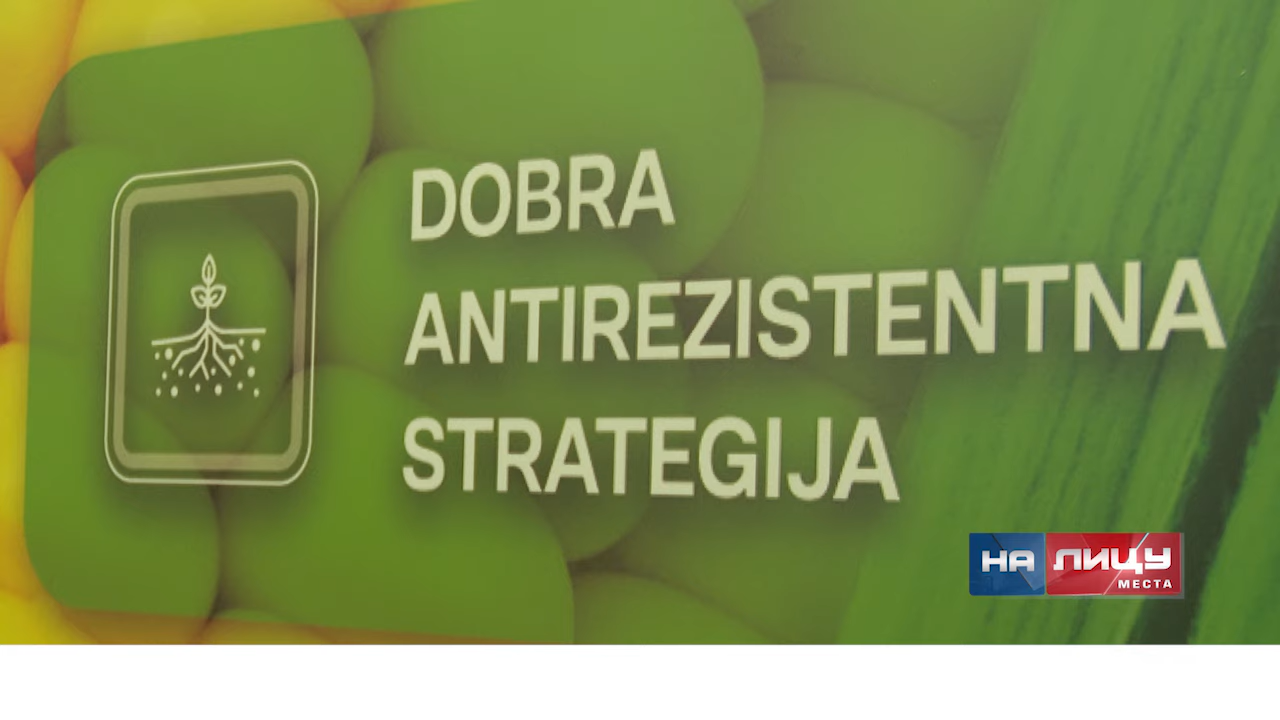 DOBRA
ANTIREZISTENTNA
STRATEGIJA
НА ЛИЦУ
МЕСТА